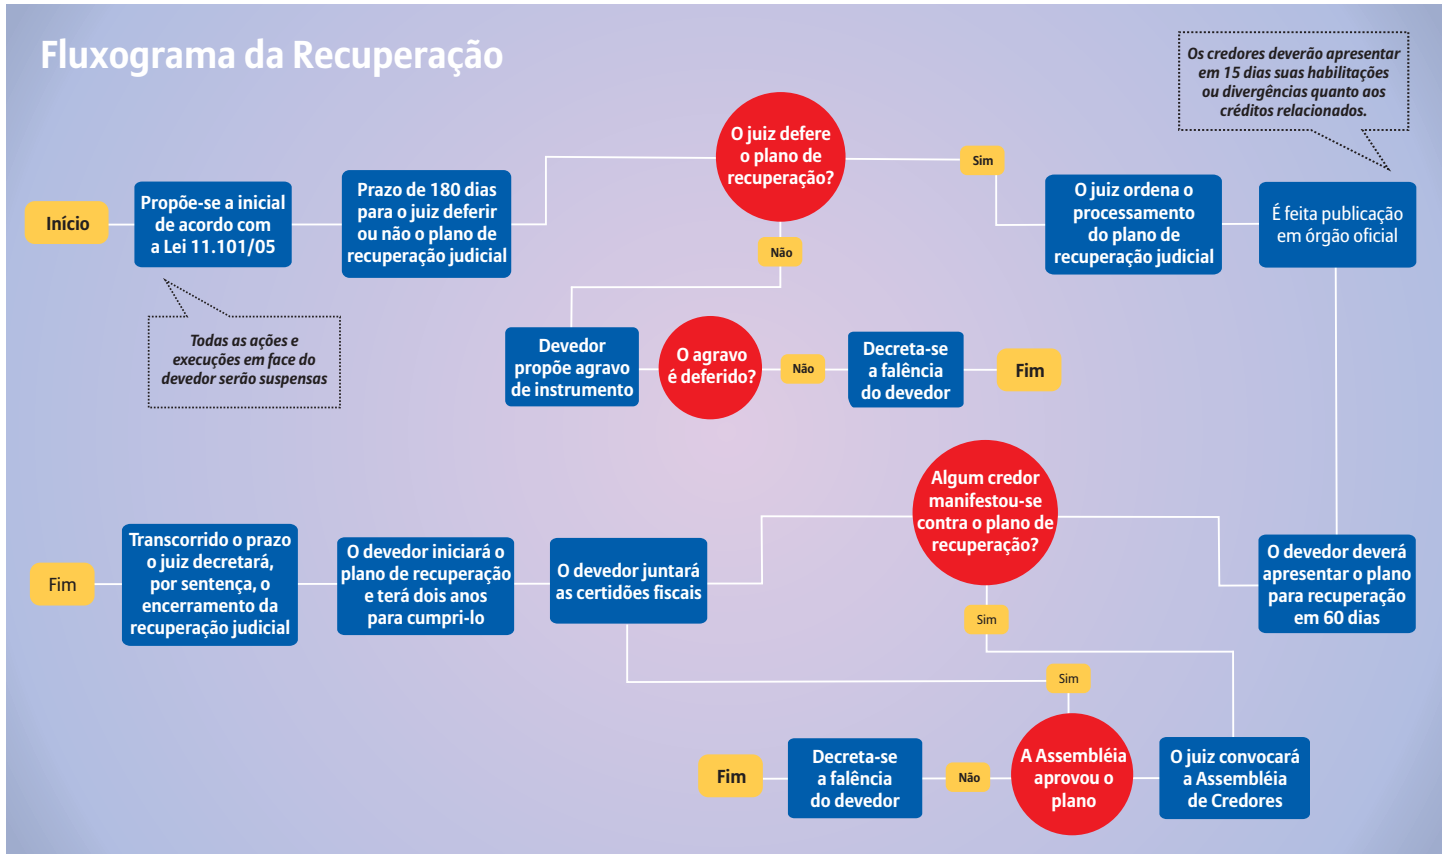 Fluxograma da Recuperação
Os credores deverão apresentar
em 15 dias suas habilitações
ou divergências quanto aos
créditos relacionados.
Início
Propõe-se a inicial
de acordo com
a Lei 11.101/05
Todas as ações e
execuções em face do
devedor serão suspensas
Prazo de 180 dias
para o juiz deferir
ou não o plano de
recuperação judicial
O juiz defere
o plano de
recuperação?
Sim
O juiz ordena o
processamento
do plano de
recuperação judicial
É feita publicação
em órgão oficial
Não
Devedor
propõe agravo
de instrumento
O agravo
é deferido?
Não
Decreta-se
a falência
do devedor
Fim
O devedor deverá
apresentar o plano
para recuperação
em 60 dias
Algum credor
manifestou-se
contra o plano de
recuperação?
O devedor juntará
as certidões fiscais
O devedor iniciará o
plano de recuperação
e terá dois anos
para cumpri-lo
Transcorrido o prazo
o juiz decretará,
por sentença, o
encerramento da
recuperação judicial
Fim
Sim
O juiz convocará
a Assembléia
de Credores
A Assembléia
aprovou o
plano
Sim
Não
Decreta-se
a falência
do devedor
Fim